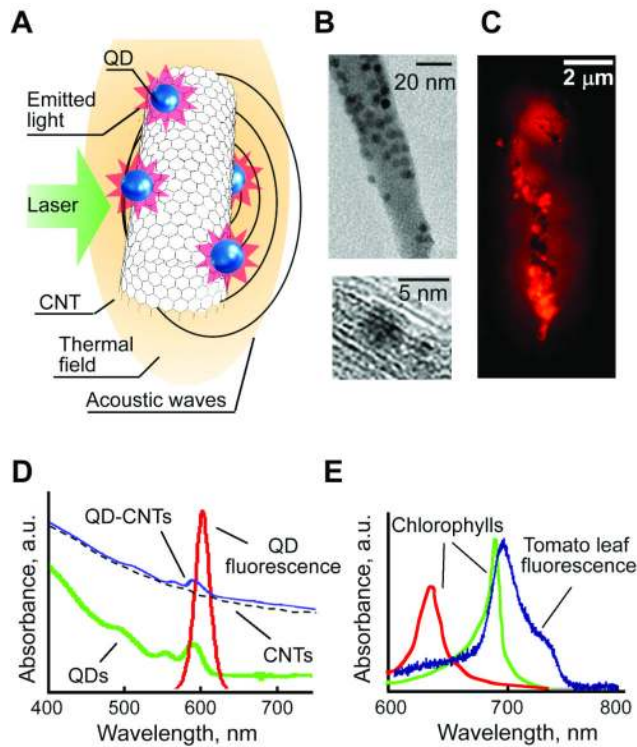 A
QD
Emitted
light
Laser
CNT
Thermal
field
Acoustic waves
B
20 nm
5 nm
C
2 μm
D
QD-CNTs
QD
fluorescence
CNTs
QDs
Absorbance, a.u.
400
500
600
700
Wavelength, nm
E
Chlorophylls
Tomato leaf
fluorescence
Absorbance, a.u.
600
700
800
Wavelength, nm